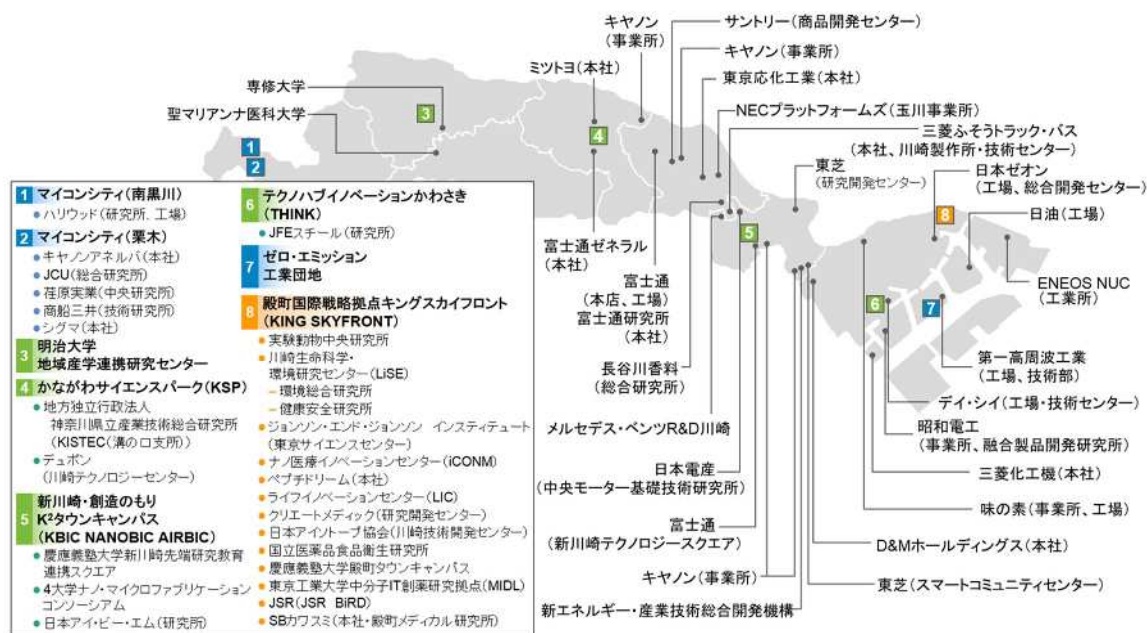 サントリー(商品開発センター)
キヤノン
(事業所)
キヤノン(事業所)
ミツトヨ(本社)
東京応化工業(本社)
専修大学
NECプラットフォームズ(玉川事業所)
聖マリアンナ医科大学
三菱ふそうトラック・バス
(本社、川崎製作所・技術センター)
東芝
(研究開発センター)
日本ゼオン
(工場、総合開発センター)
日油(工場)
3
4
1
2
8
5
6
7
1 マイコンシティ(南黒川)
ハリウッド(研究所、工場)
2 マイコンシティ(栗木)
キヤノンアネルバ(本社)
JCU(総合研究所)
荏原実業(中央研究所)
商船三井(技術研究所)
シグマ(本社)
3 明治大学
地域産学連携研究センター
4 かながわサイエンスパーク(KSP)
地方独立行政法人
神奈川県立産業技術総合研究所
(KISTEC(溝の口支所))
デュポン
(川崎テクノロジーセンター)
5 新川崎・創造のもり
K²タウンキャンパス
(KBIC NANOBIC AIRBIC)
慶應義塾大学新川崎先端研究教育
連携スクエア
4大学ナノ・マイクロファブリケーション
コンソーシアム
日本アイ・ビー・エム(研究所)
6 テクノハブイノベーションかわさき
(THINK)
JFEスチール(研究所)
7 ゼロ・エミッション
工業団地
8 殿町国際戦略拠点キングスカイフロント
(KING SKYFRONT)
実験動物中央研究所
川崎生命科学・
環境研究センター(LiSE)
－環境総合研究所
－健康安全研究所
ジョンソン・エンド・ジョンソン インスティテュート
(東京サイエンスセンター)
ナノ医療イノベーションセンター(iCONM)
ペプチドリーム(本社)
ライフイノベーションセンター(LIC)
クリエートメディック(研究開発センター)
日本アイソトープ協会(川崎技術開発センター)
国立医薬品食品衛生研究所
慶應義塾大学殿町タウンキャンパス
東京工業大学中分子IT創薬研究拠点(MIDL)
JSR(JSR BiRD)
SBカワスミ(本社・殿町メディカル研究所)
富士通ゼネラル
(本社)
富士通
(本店、工場)
富士通研究所
(本社)
長谷川香料
(総合研究所)
メルセデス・ベンツR&D川崎
日本電産
(中央モーター基礎技術研究所)
富士通
(新川崎テクノロジースクエア)
キヤノン(事業所)
新エネルギー・産業技術総合開発機構
ENEOS NUC
(工業所)
第一高周波工業
(工場、技術部)
デイ・シイ(工場・技術センター)
昭和電工
(事業所、融合製品開発研究所)
三菱化工機(本社)
味の素(事業所、工場)
D&Mホールディングス(本社)
東芝(スマートコミュニティセンター)